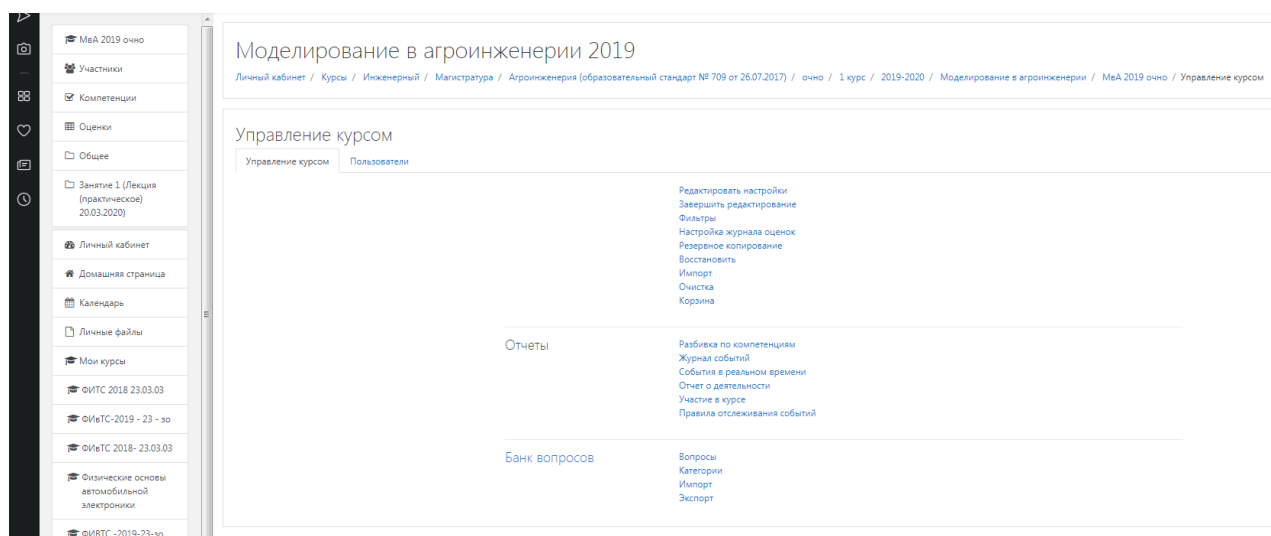 МвА 2019 очно
Участники
Компетенции
Оценки
Общее
Занятие 1 (Лекция
(практическое)
20.03.2020)
Личный кабинет
Домашняя страница
Календарь
Личные файлы
Мои курсы
ФИТС 2018 23.03.03
ФИвТС-2019 - 23 - зо
ФИвТС 2018- 23.03.03
Физические основы
автомобильной
электроники
ФИВТС -2019-23-зо
Моделирование в агроинженерии 2019
Личный кабинет / Курсы / Инженерный / Магистратура / Агроинженерия (образовательный стандарт № 709 от 26.07.2017) / очно / 1 курс / 2019-2020 / Моделирование в агроинженерии / МвА 2019 очно / Управление курсом
Управление курсом
Управление курсом Пользователи
Редактировать настройки
Завершить редактирование
Фильтры
Настройка журнала оценок
Резервное копирование
Восстановить
Импорт
Очистка
Корзина
Отчеты
Разбивка по компетенциям
Журнал событий
События в реальном времени
Отчет о деятельности
Участие в курсе
Правила отслеживания событий
Банк вопросов
Вопросы
Категории
Импорт
Экспорт